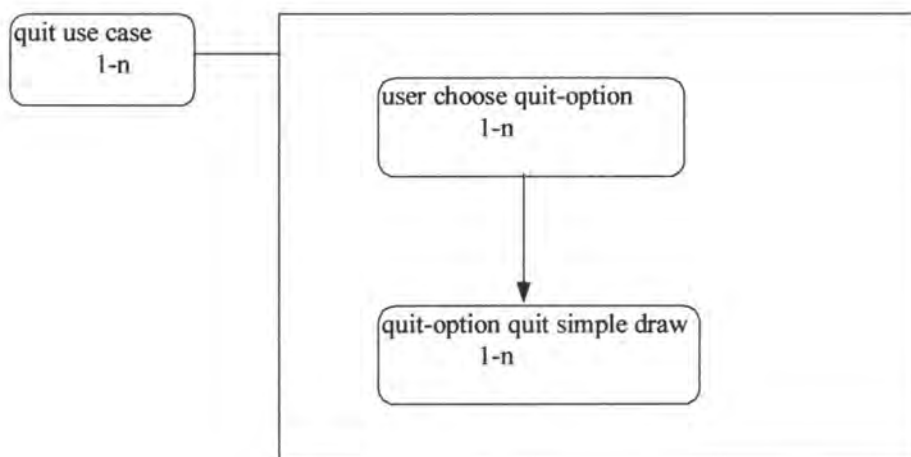 quit use case
1-n
user choose quit-option
1-n
quit-option quit simple draw
1-n